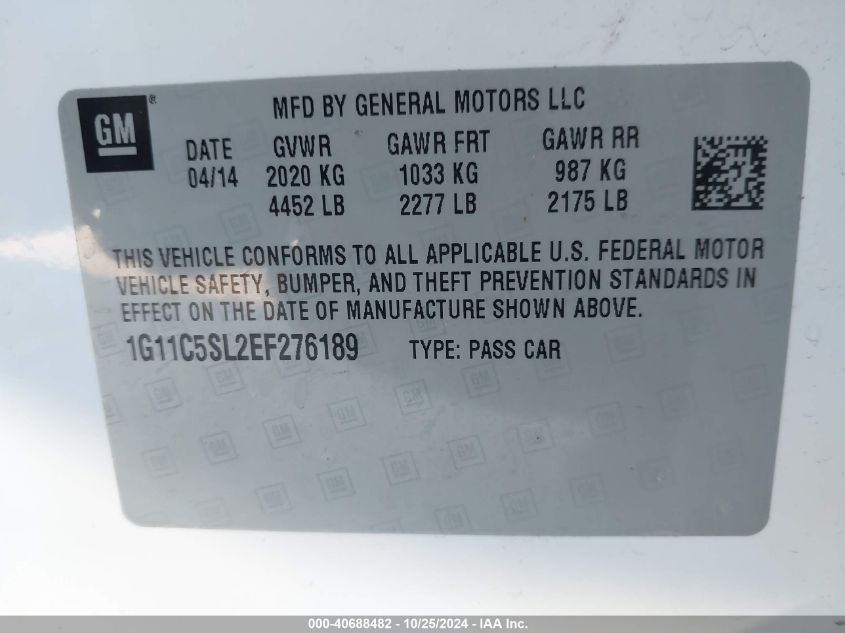 GM ®
MFD BY GENERAL MOTORS LLC
DATE GVWR GAWR FRT GAWR RR
04/14 2020 KG 1033 KG 987 KG
4452 LB 2277 LB 2175 LB
THIS VEHICLE CONFORMS TO ALL APPLICABLE U.S. FEDERAL MOTOR
VEHICLE SAFETY, BUMPER, AND THEFT PREVENTION STANDARDS IN
EFFECT ON THE DATE OF MANUFACTURE SHOWN ABOVE.
1G11C5SL2EF276189 TYPE: PASS CAR
000-40688482 - 10/25/2024 - IAA Inc.